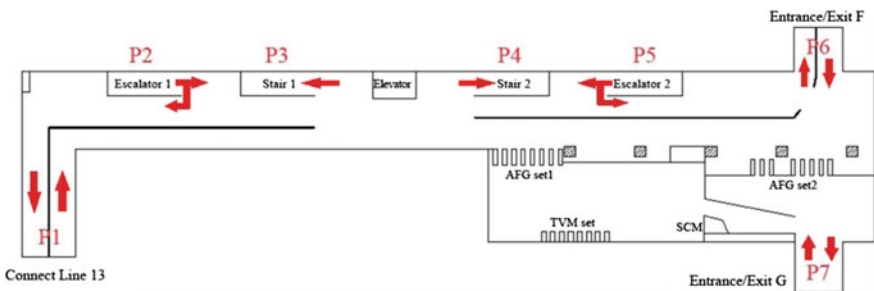 Entrance/Exit F
P2 P3 P4 P5 P6
Escalator 1 Stair 1 Elevator Stair 2 Escalator 2
AFG set1 AFG set2
TVM set SCM
P1 P7
Connect Line 13 Entrance/Exit G